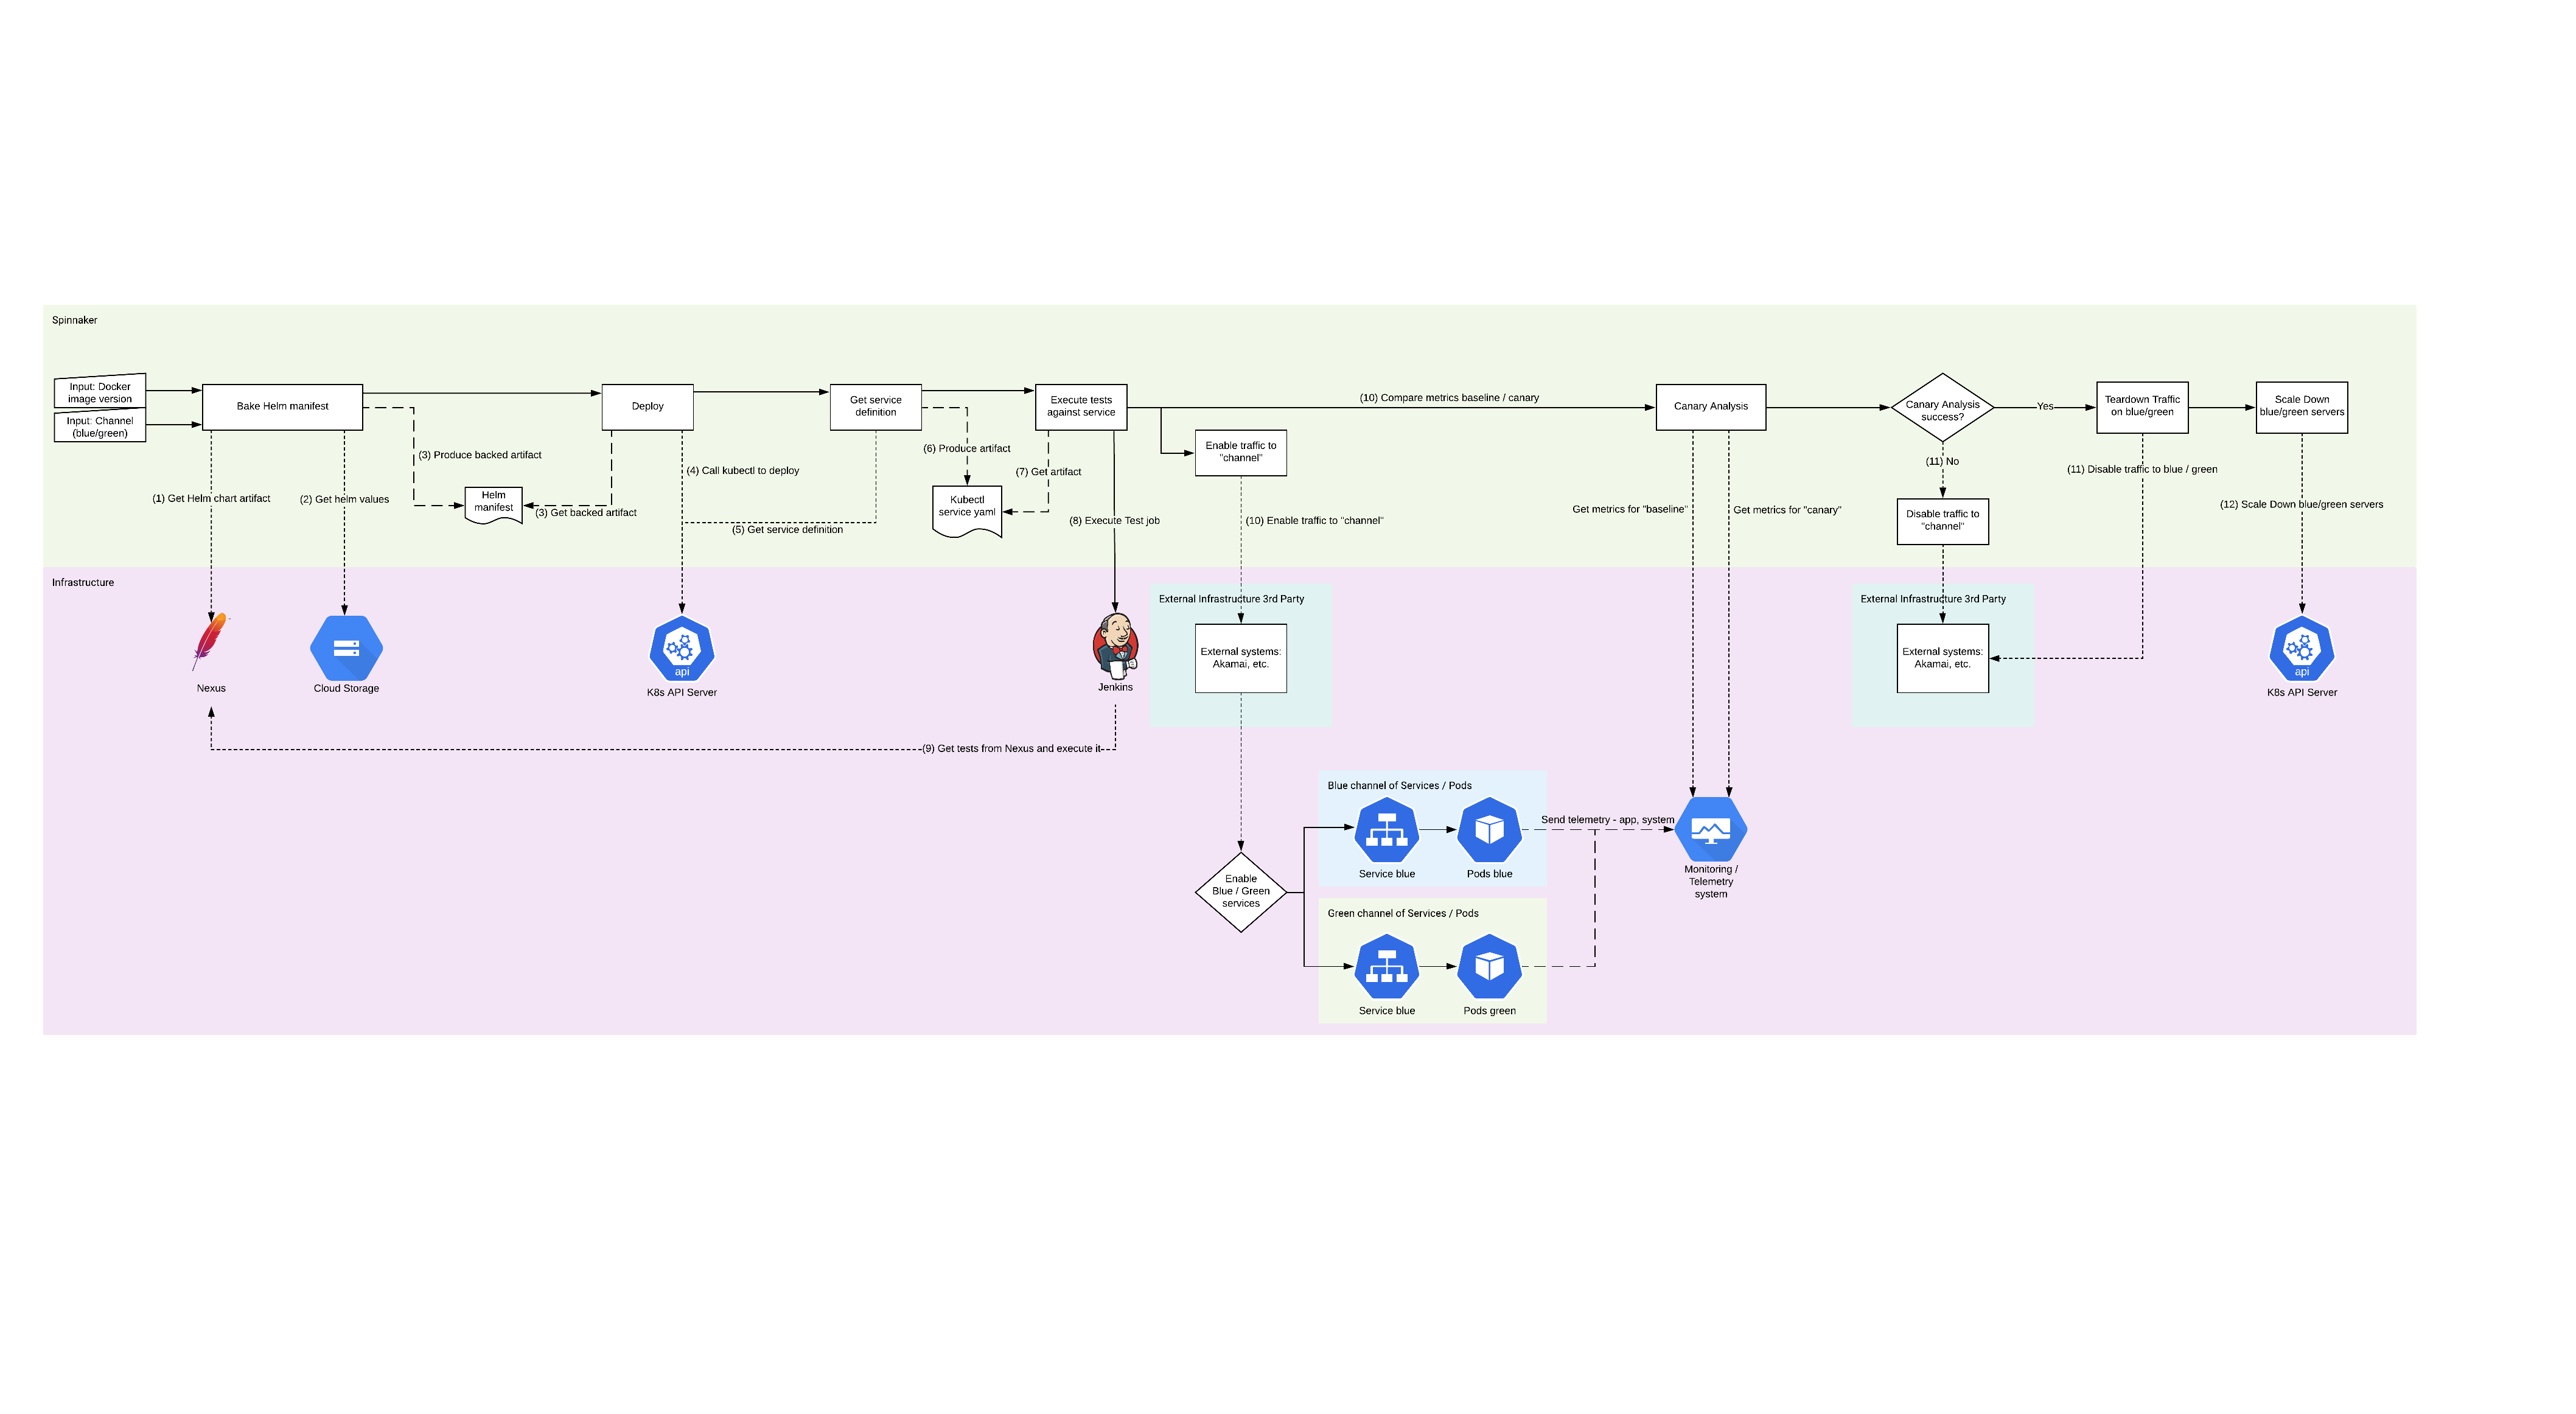 Spinnaker
Input: Docker
image version
Input: Channel
(blue/green)
Bake Helm manifest
Deploy
Get service
definition
Execute tests
against service
(10) Compare metrics baseline / canary
Canary Analysis
Canary Analysis
success?
Yes
Teardown Traffic
on blue/green
Scale Down
blue/green servers
Enable traffic to
"channel"
(1) Get Helm chart artifact
(2) Get helm values
(3) Produce backed artifact
Helm
manifest
(3) Get backed artifact
(4) Call kubectl to deploy
(5) Get service definition
(6) Produce artifact
Kubectl
service yaml
(7) Get artifact
(8) Execute Test job
(10) Enable traffic to "channel"
Get metrics for "baseline"
Get metrics for "canary"
(11) No
Disable traffic to
"channel"
(11) Disable traffic to blue / green
(12) Scale Down blue/green servers
Infrastructure
Nexus
Cloud Storage
api
K8s API Server
Jenkins
External Infrastructure 3rd Party
External systems:
Akamai, etc.
External Infrastructure 3rd Party
External systems:
Akamai, etc.
api
K8s API Server
(9) Get tests from Nexus and execute it
Blue channel of Services / Pods
Service blue
Pods blue
Send telemetry - app, system
Monitoring /
Telemetry
system
Enable
Blue / Green
services
Green channel of Services / Pods
Service blue
Pods green